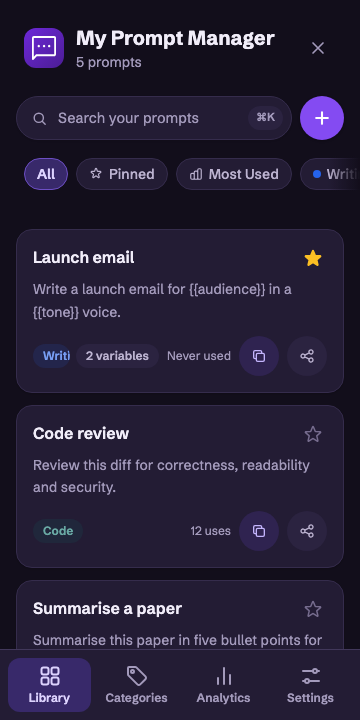 My Prompt Manager
5 prompts
Search your prompts ⌘K
All Pinned Most Used
Launch email
Write a launch email for {{audience}} in a
{{tone}} voice.
2 variables Never used
Code review
Review this diff for correctness, readability
and security.
Code 12 uses
Summarise a paper
Summarise this paper in five bullet points for
Library Categories Analytics Settings